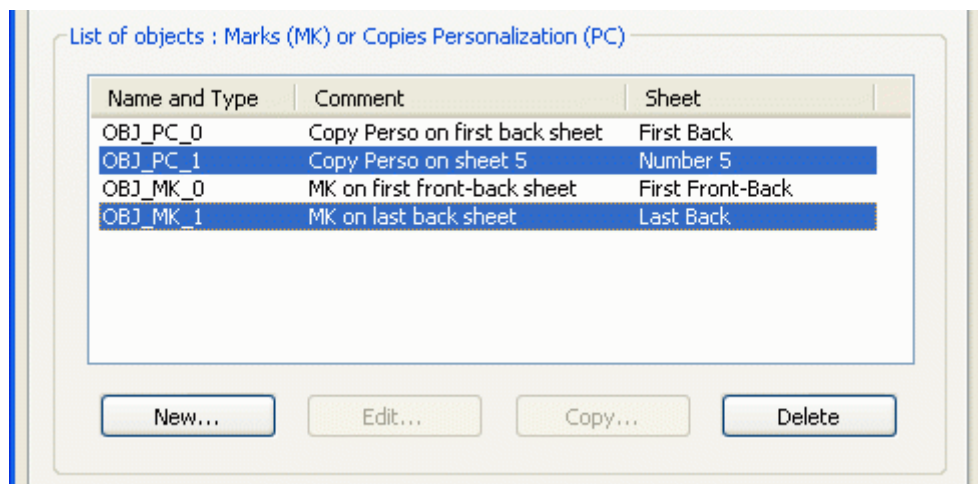 List of objects : Marks (MK) or Copies Personalization (PC)
Name and Type Comment Sheet
OBJ_PC_0 Copy Perso on first back sheet First Back
OBJ_PC_1 Copy Perso on sheet 5 Number 5
OBJ_MK_0 MK on first front-back sheet First Front-Back
OBJ_MK_1 MK on last back sheet Last Back
New... Edit... Copy... Delete